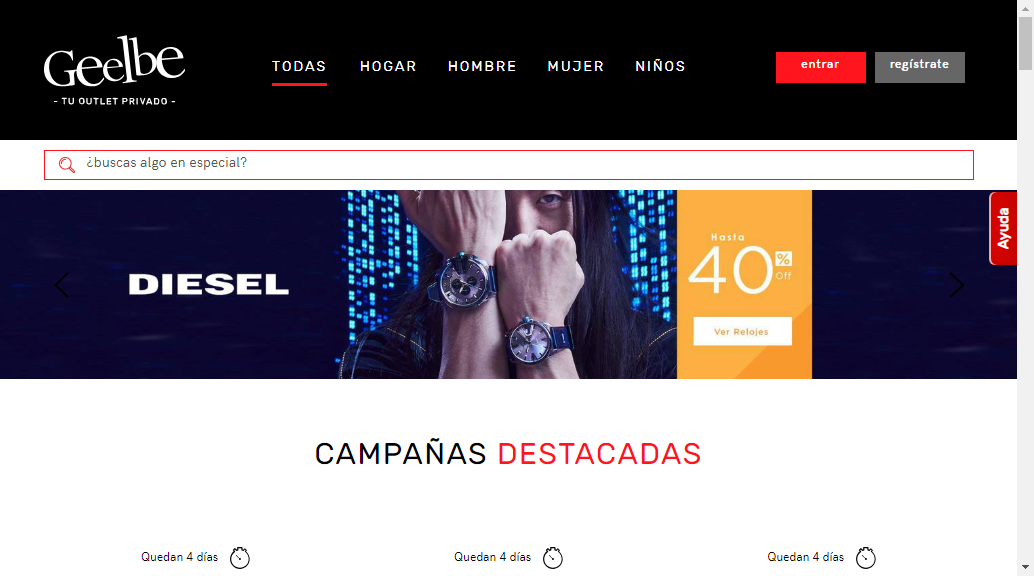 Geelbe
- TU OUTLET PRIVADO -
TODAS HOGAR HOMBRE MUJER NIÑOS
entrar regístrate
¿buscas algo en especial?
Ayuda
DIESEL
Hasta
40% Off
Ver Relojes
CAMPAÑAS DESTACADAS
Quedan 4 días Quedan 4 días Quedan 4 días